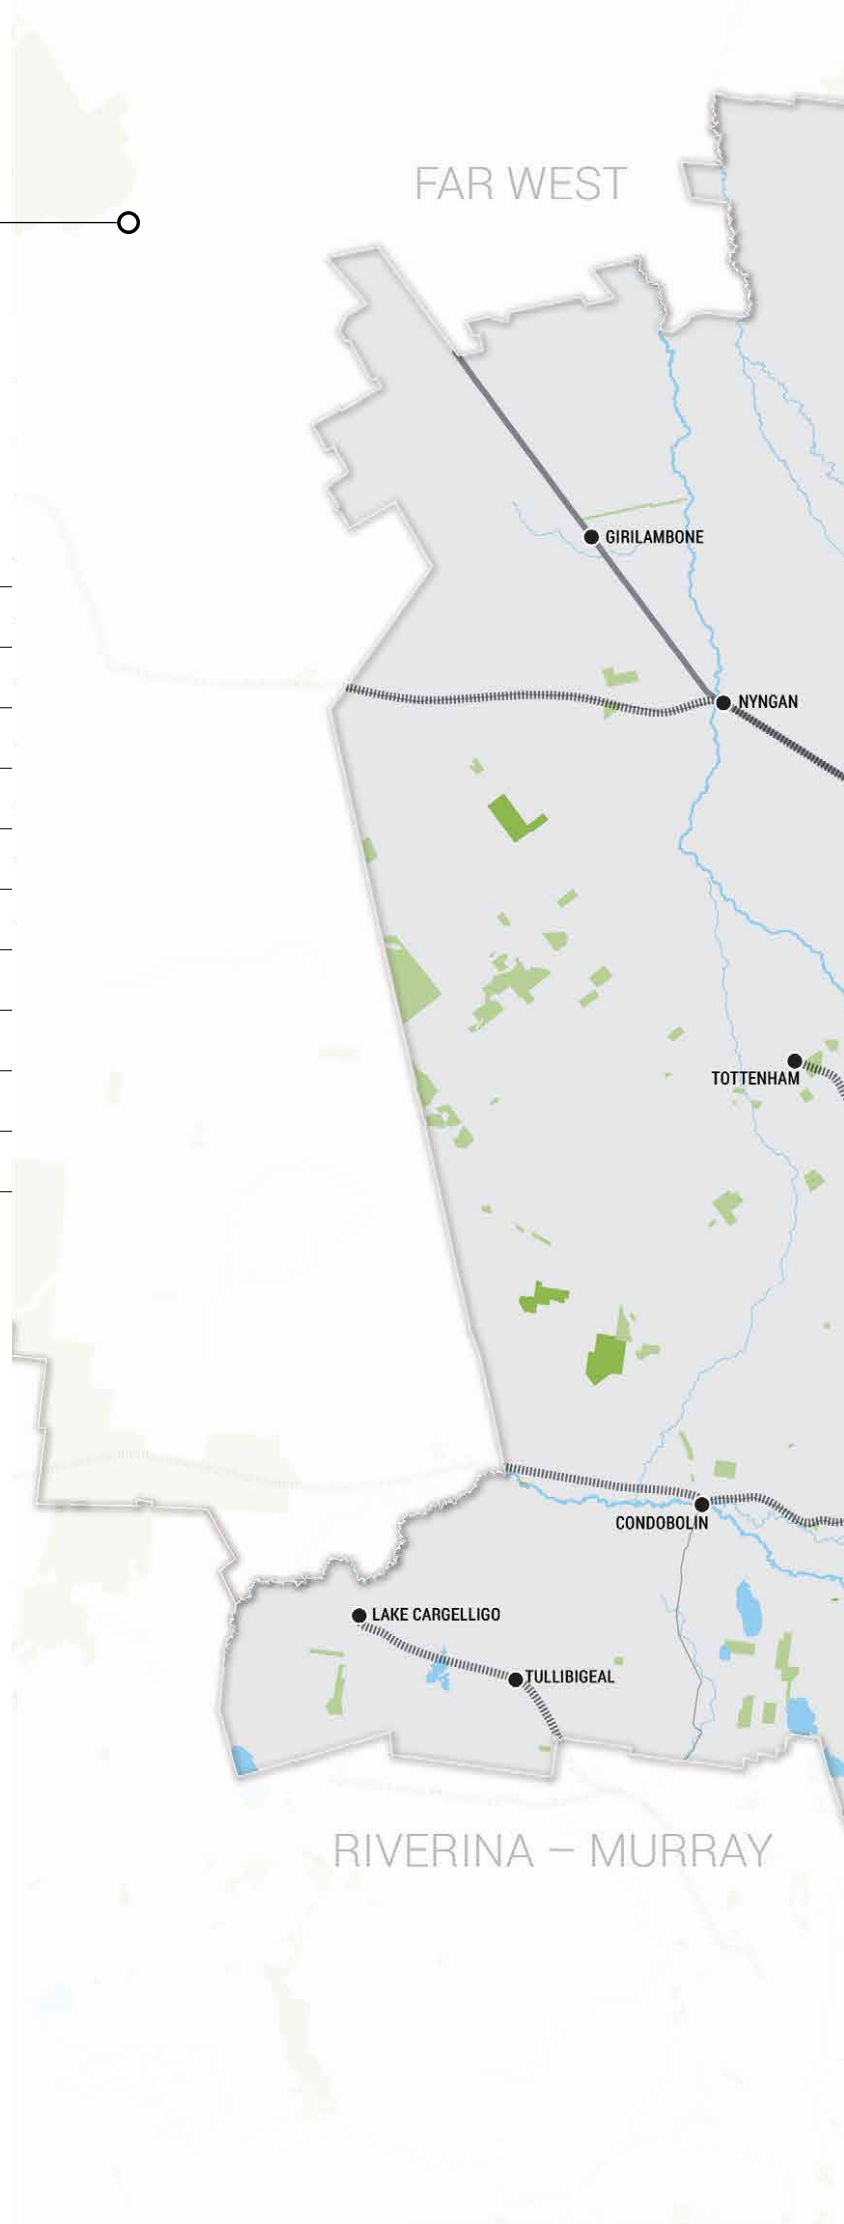 FAR WEST
GIRILAMBONE
NYNGAN
TOTTENHAM
CONDOBOLIN
LAKE CARGELLIGO
TULLIBIGEAL
RIVERINA – MURRAY